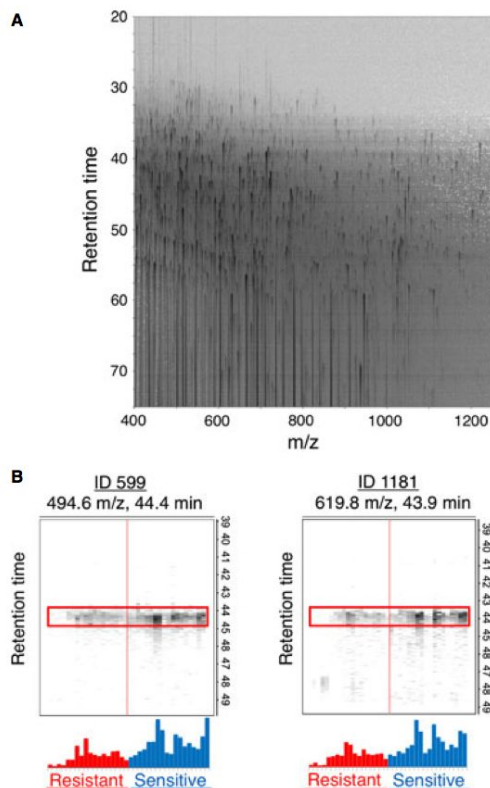 A
Retention time
20
30
40
50
60
70
400
600
800
1000
1200
m/z
B
ID 599
494.6 m/z, 44.4 min
Retention time
39
40
41
42
43
44
45
46
47
48
49
Resistant
Sensitive
ID 1181
619.8 m/z, 43.9 min
Retention time
39
40
41
42
43
44
45
46
47
48
49
Resistant
Sensitive